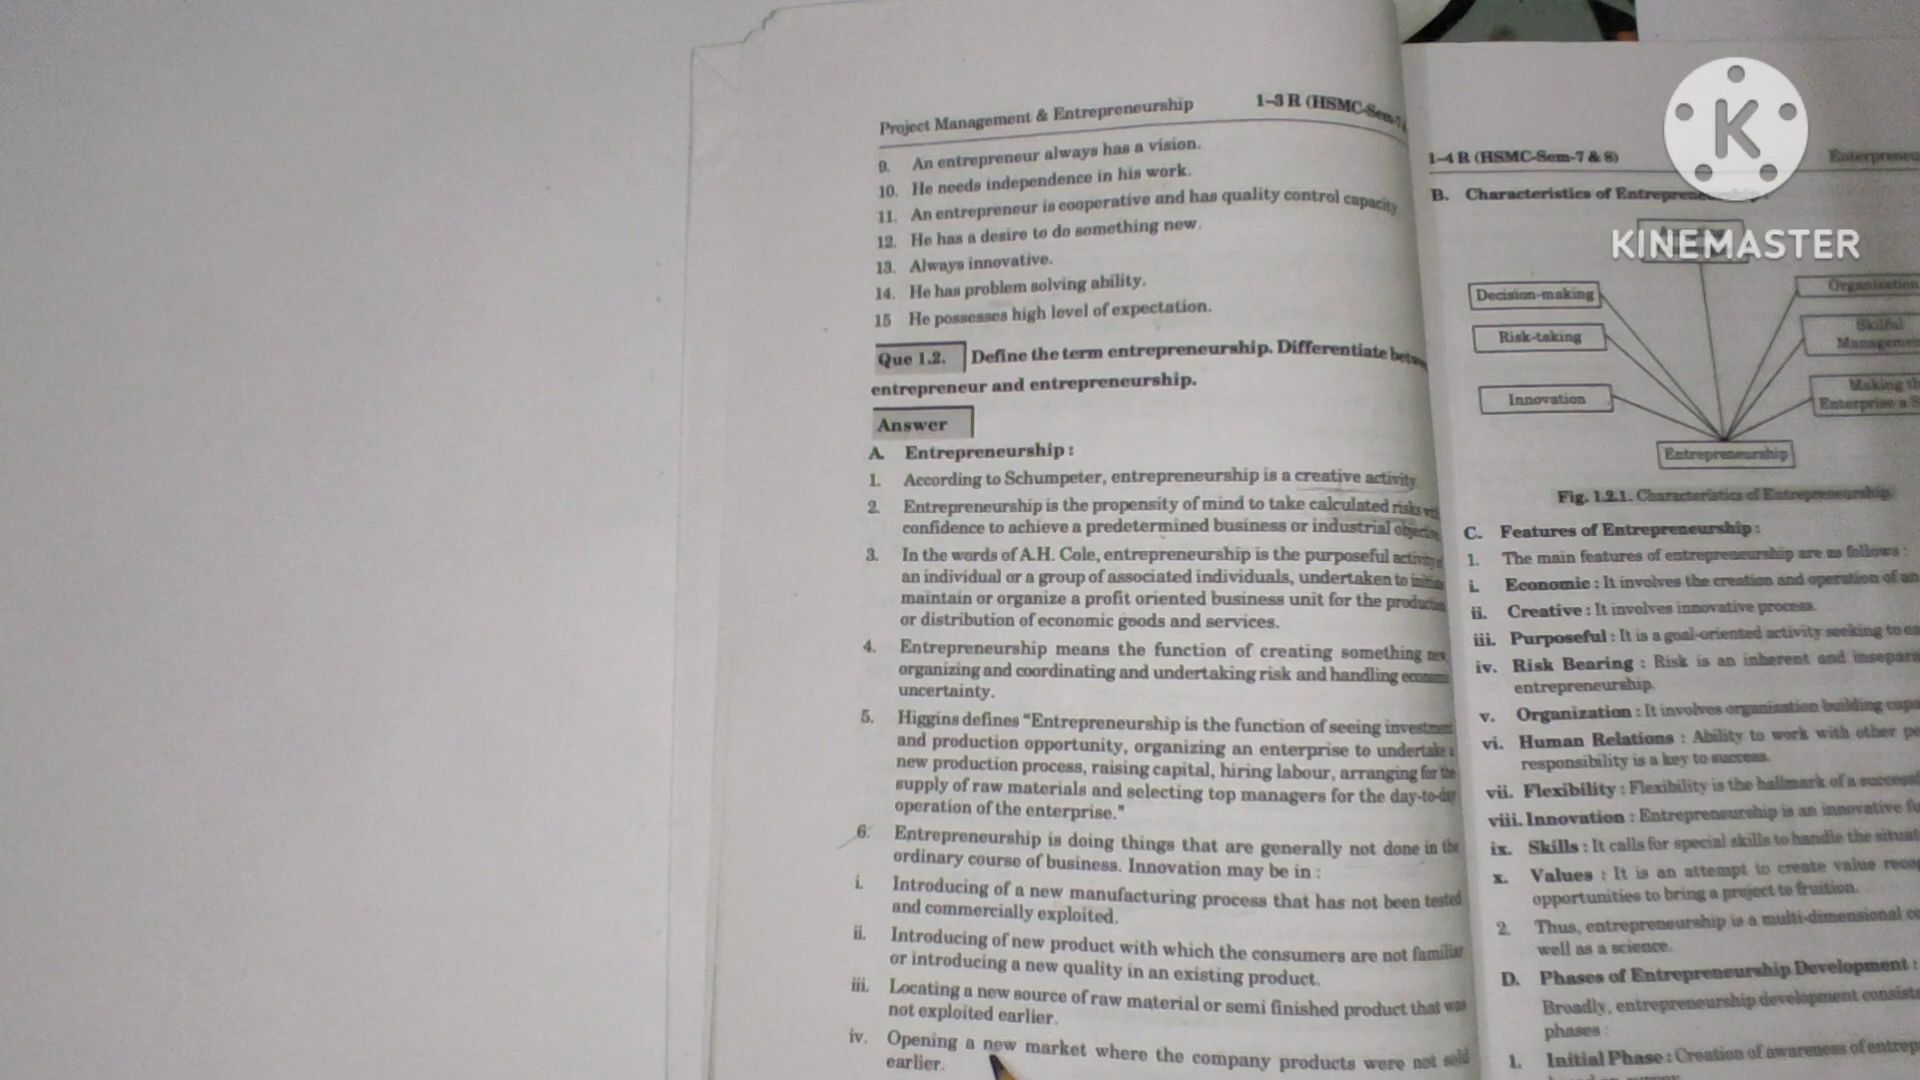 Project Management & Entrepreneurship 1–3 R (HSMC-Sem-7
9. An entrepreneur always has a vision.
10. He needs independence in his work.
11. An entrepreneur is cooperative and has quality control capacity
12. He has a desire to do something new.
13. Always innovative.
14. He has problem solving ability.
15 He possesses high level of expectation.
Que 1.2. Define the term entrepreneurship. Differentiate
entrepreneur and entrepreneurship.
Answer
A. Entrepreneurship :
1. According to Schumpeter, entrepreneurship is a creative activity
2. Entrepreneurship is the propensity of mind to take calculated risks
confidence to achieve a predetermined business or industrial
3. In the words of A.H. Cole, entrepreneurship is the purposeful activity
an individual or a group of associated individuals, undertaken to
maintain or organize a profit oriented business unit for the
or distribution of economic goods and services.
4. Entrepreneurship means the function of creating something new
organizing and coordinating and undertaking risk and handling
uncertainty.
5. Higgins defines "Entrepreneurship is the function of seeing investment
and production opportunity, organizing an enterprise to undertake a
new production process, raising capital, hiring labour, arranging for the
supply of raw materials and selecting top managers for the day-to-day
operation of the enterprise."
6. Entrepreneurship is doing things that are generally not done in the
ordinary course of business. Innovation may be in :
i. Introducing of a new manufacturing process that has not been tested
and commercially exploited.
ii. Introducing of new product with which the consumers are not familiar
or introducing a new quality in an existing product.
iii. Locating a new source of raw material or semi finished product that was
not exploited earlier.
iv. Opening a new market where the company products were not sold
earlier.
1–4 R (HSMC-Sem-7 & 8)
B. Characteristics of
Decision-making
Risk-taking
Innovation
Organization
Skilful
Making
Enterprise a
Entrepreneurship
Fig. 1.2.1. Characteristics of Entrepreneurship.
C. Features of Entrepreneurship :
1. The main features of entrepreneurship are as follows :
i. Economic : It involves the creation and operation of an
ii. Creative : It involves innovative process.
iii. Purposeful : It is a goal-oriented activity seeking to
iv. Risk Bearing : Risk is an inherent and
entrepreneurship.
v. Organization : It involves organization building
vi. Human Relations : Ability to work with other
responsibility is a key to success.
vii. Flexibility : Flexibility is the hallmark of a
viii. Innovation : Entrepreneurship is an innovative
ix. Skills : It calls for special skills to handle the
x. Values : It is an attempt to create value
opportunities to bring a project to fruition.
2. Thus, entrepreneurship is a multi-dimensional
well as a science.
D. Phases of Entrepreneurship Development :
Broadly, entrepreneurship development
phases :
1. Initial Phase : Creation of awareness of
K
KINEMASTER